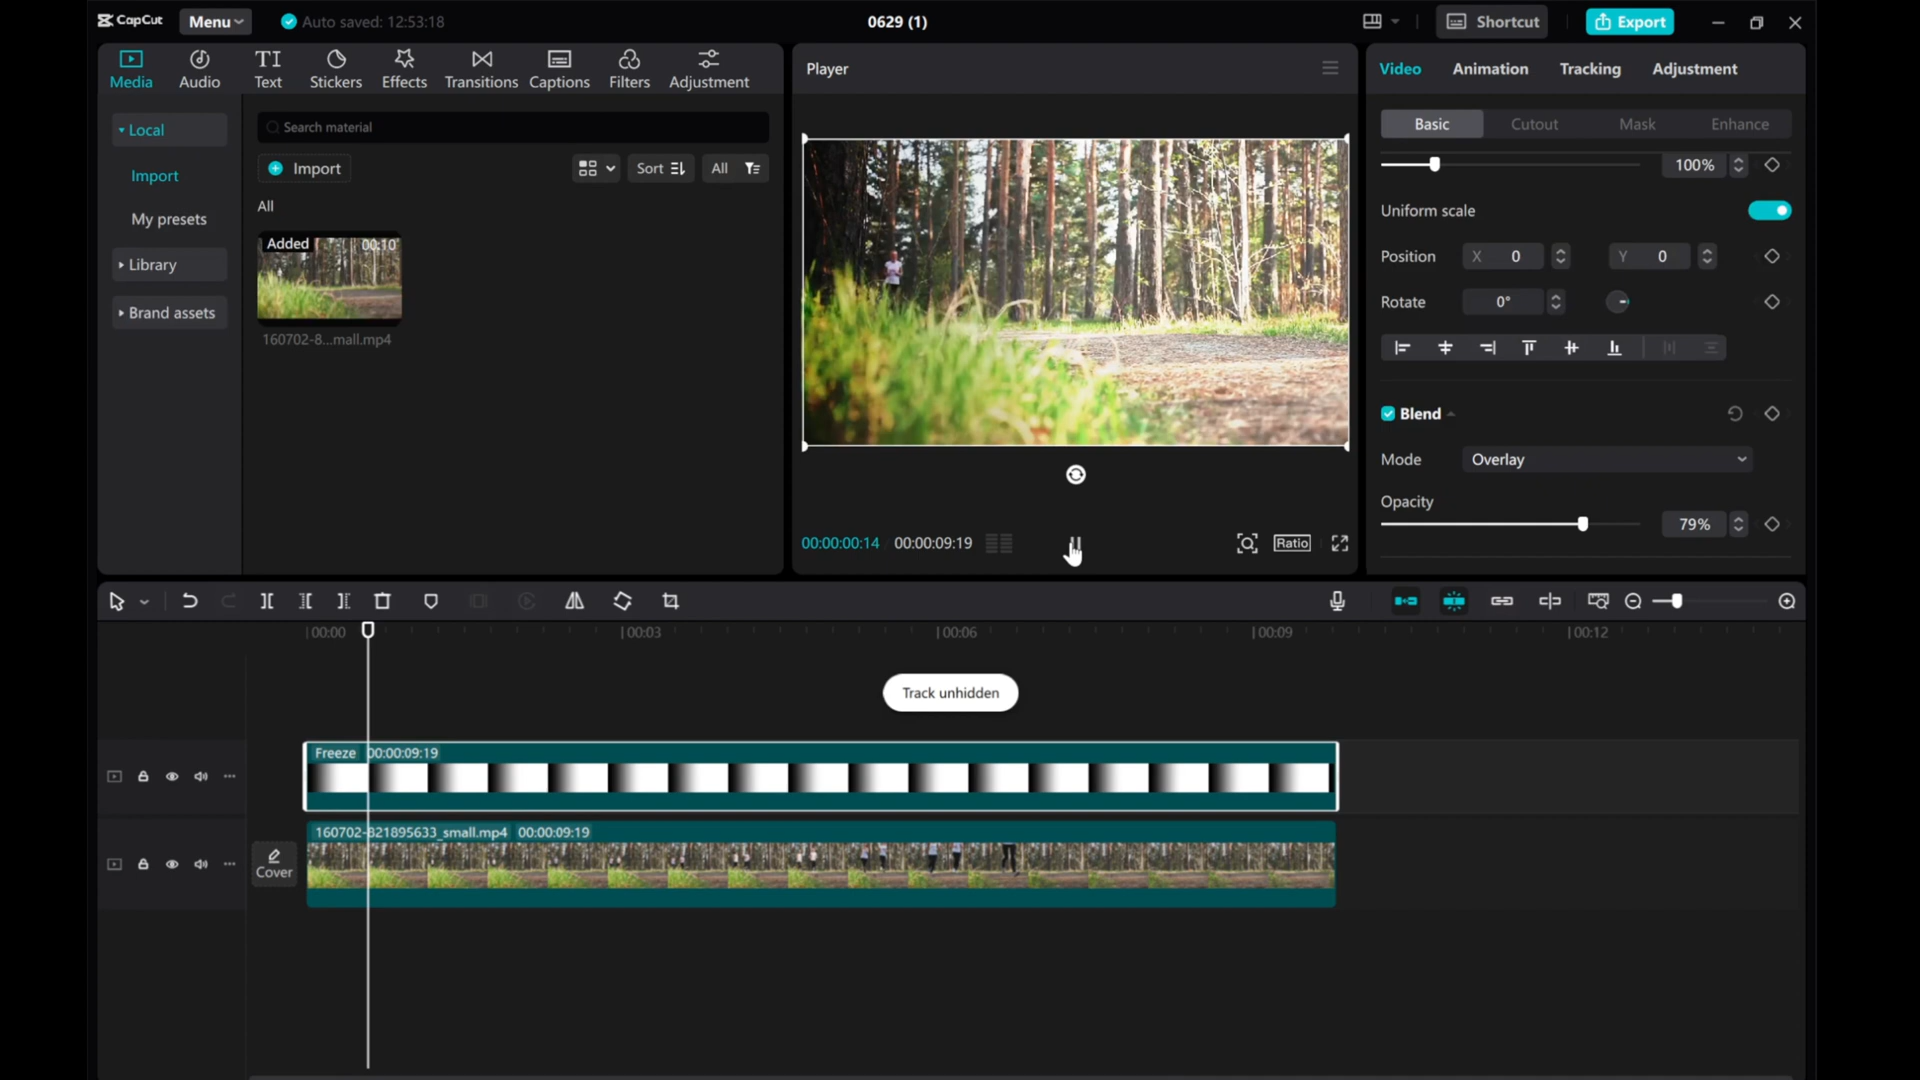 CapCut
Menu
Auto saved: 12:53:18
0629 (1)
Shortcut
Export
Media
Audio
Text
Stickers
Effects
Transitions
Captions
Filters
Adjustment
Player
Video
Animation
Tracking
Adjustment
Local
Import
My presets
Library
Brand assets
Search material
Import
Sort
All
All
Added
00:10
160702-8...mall.mp4
00:00:00:14
00:00:09:19
Ratio
Basic
Cutout
Mask
Enhance
100%
Uniform scale
Position
X
0
Y
0
Rotate
0°
Blend
Mode
Overlay
Opacity
79%
00:00
00:03
00:06
00:09
00:12
Track unhidden
Freeze 00:00:09:19
Cover
160702-821895633_small.mp4 00:00:09:19